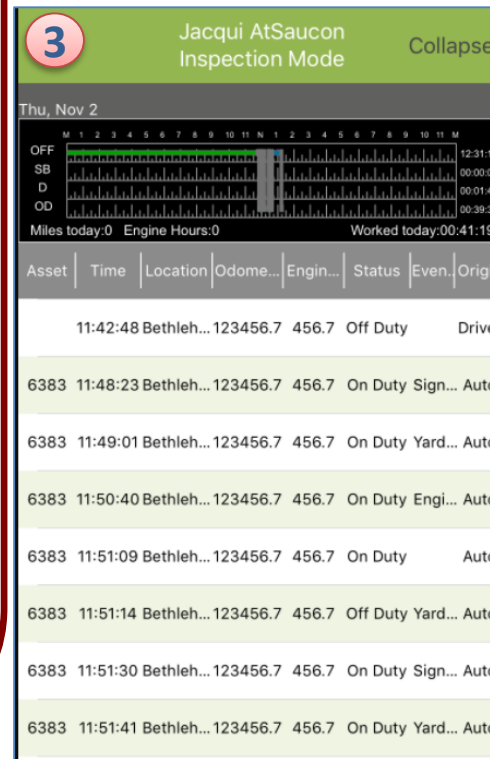 3
Jacqui AtSaucon
Inspection Mode
Collapse
Thu, Nov 2
M 1 2 3 4 5 6 7 8 9 10 11 N 1 2 3 4 5 6 7 8 9 10 11 M
OFF 12:31:1
SB 00:00:0
D 00:01:4
OD 00:39:3
Miles today:0 Engine Hours:0 Worked today:00:41:19
Asset Time Location Odome... Engin... Status Even.. Orig
11:42:48 Bethleh... 123456.7 456.7 Off Duty Drive
6383 11:48:23 Bethleh... 123456.7 456.7 On Duty Sign... Auto
6383 11:49:01 Bethleh... 123456.7 456.7 On Duty Yard... Auto
6383 11:50:40 Bethleh... 123456.7 456.7 On Duty Engi... Auto
6383 11:51:09 Bethleh... 123456.7 456.7 On Duty Auto
6383 11:51:14 Bethleh... 123456.7 456.7 Off Duty Yard... Auto
6383 11:51:30 Bethleh... 123456.7 456.7 On Duty Sign... Auto
6383 11:51:41 Bethleh... 123456.7 456.7 On Duty Yard... Auto